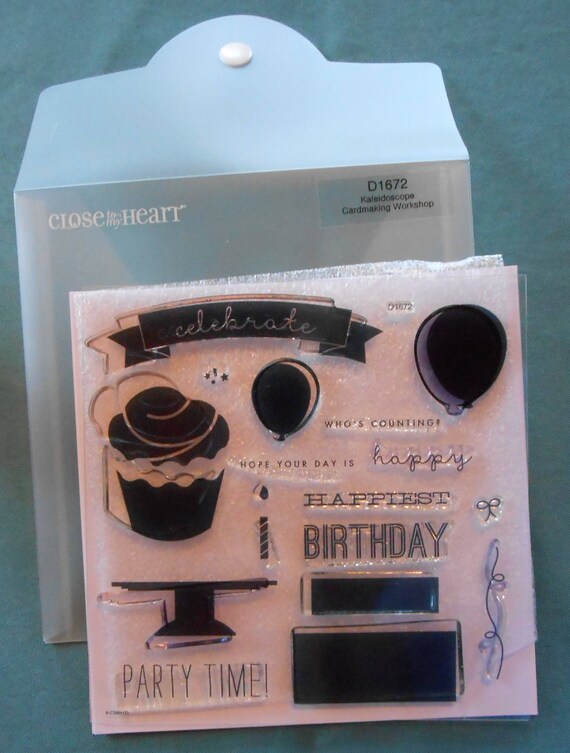 CLOSE to my HEART
D1672
Kaleidoscope
Cardmaking Workshop
celebrate
D1672
WHO'S COUNTING?
HOPE YOUR DAY IS
happy
HAPPIEST
BIRTHDAY
PARTY TIME!